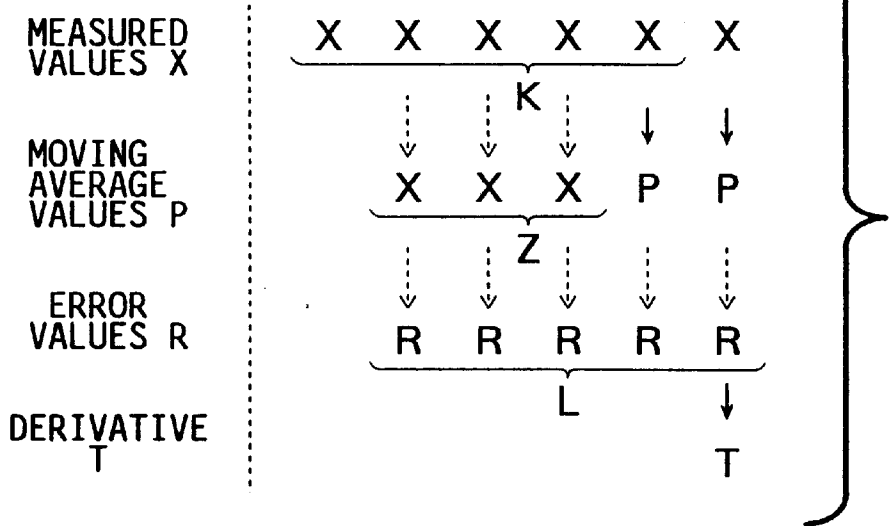 MEASURED
VALUES X
X X X X X X
K
MOVING
AVERAGE
VALUES P
X X X P P
Z
ERROR
VALUES R
R R R R R
L
DERIVATIVE
T
T